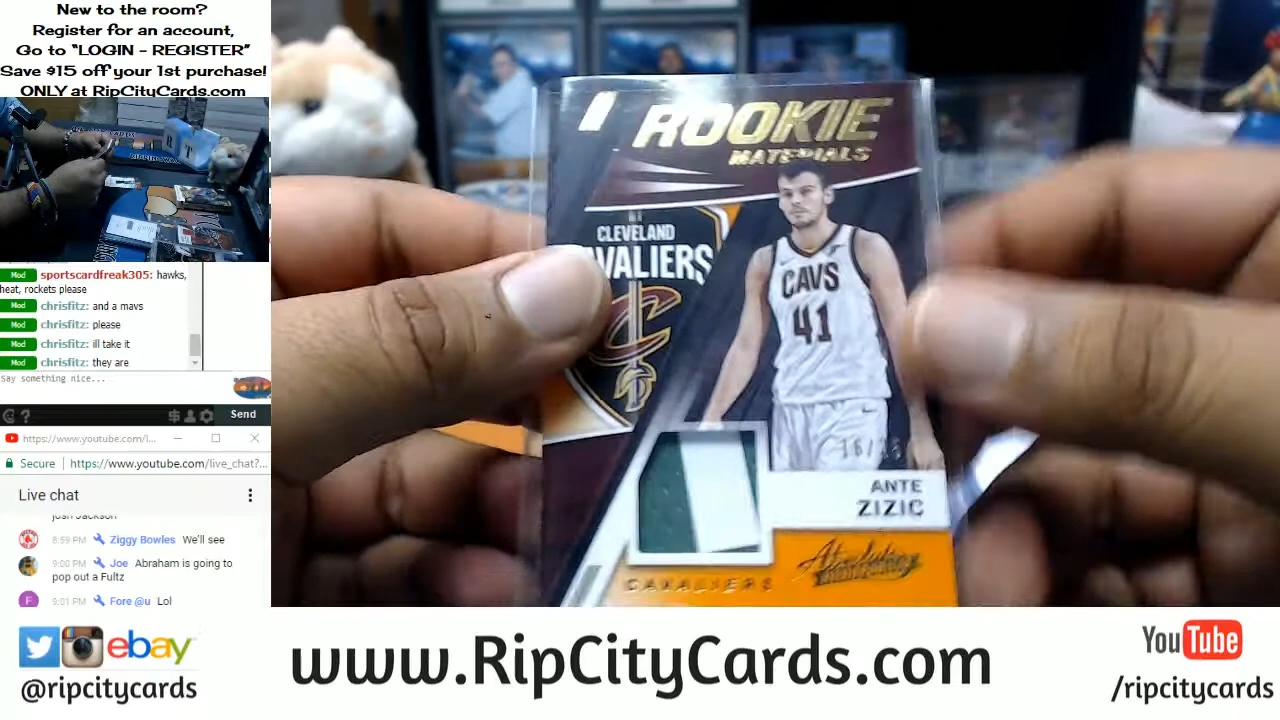 New to the room?
Register for an account,
Go to "LOGIN - REGISTER"
Save $15 off your 1st purchase!
ONLY at RipCityCards.com
Mod sportscardfreak305: hawks,
heat, rockets please
Mod chrisfitz: and a mavs
Mod chrisfitz: please
Mod chrisfitz: ill take it
Mod chrisfitz: they are
Say something nice...
Send
https://www.youtube.com/l...
Secure https://www.youtube.com/live_chat?...
Live chat
Josh Jackson
8:59 PM Ziggy Bowles We'll see
9:00 PM Joe Abraham is going to
pop out a Fultz
F 9:01 PM Fore @u Lol
ROOKIE
MATERIALS
CLEVELAND
CAVALIERS
C
CAVS
41
ANTE
ZIZIC
CAVALIERS
Absolute
ebay
@ripcitycards
www.RipCityCards.com
YouTube
/ripcitycards